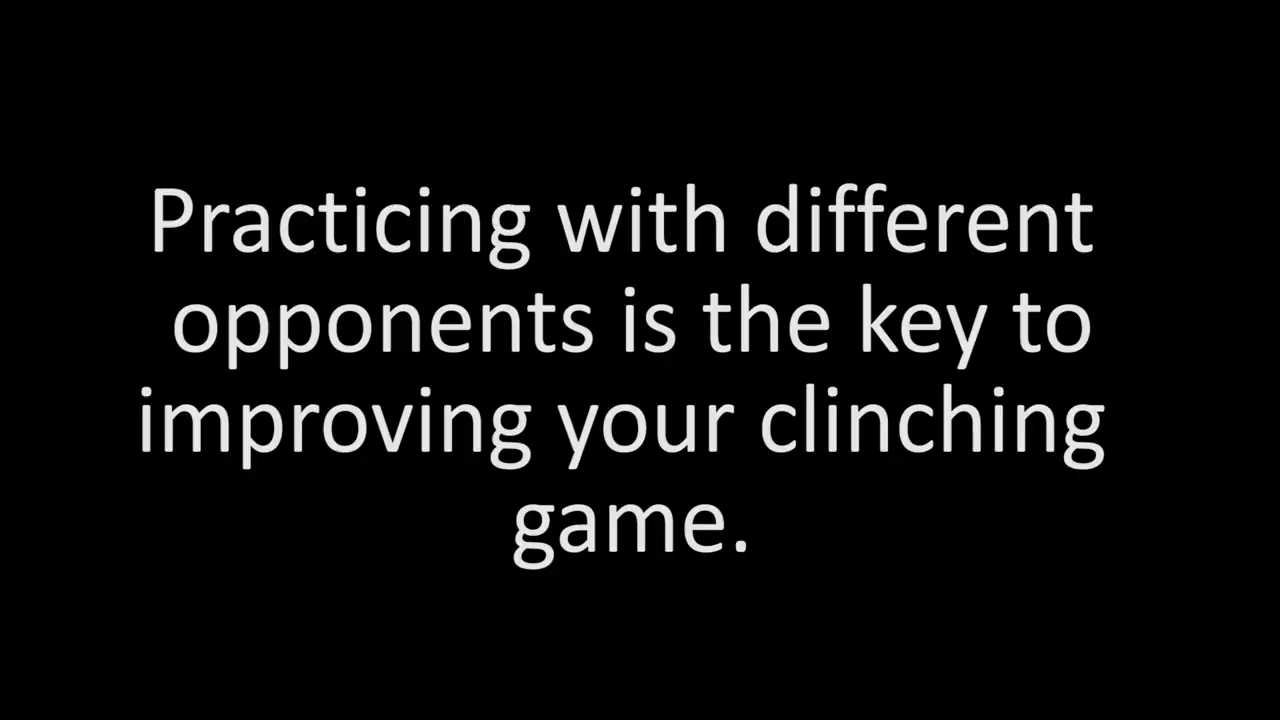 Practicing with different
opponents is the key to
improving your clinching
game.